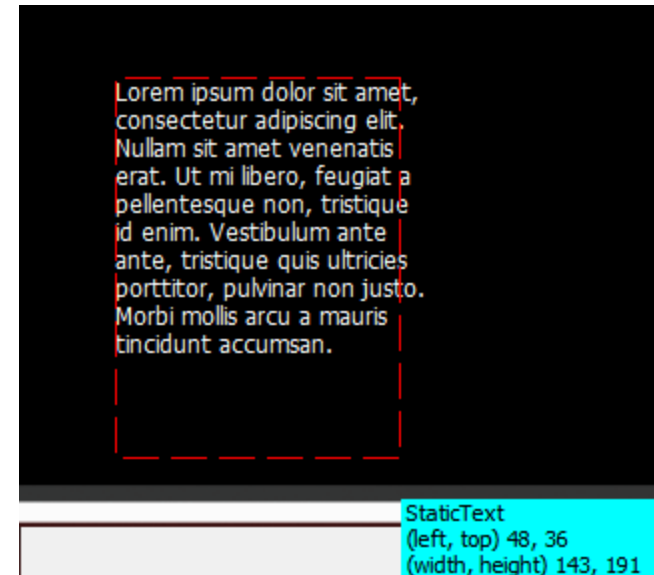 Lorem ipsum dolor sit amet,
consectetur adipiscing elit.
Nullam sit amet venenatis
erat. Ut mi libero, feugiat a
pellentesque non, tristique
id enim. Vestibulum ante
ante, tristique quis ultricies
porttitor, pulvinar non justo.
Morbi mollis arcu a mauris
tincidunt accumsan.
StaticText
(left, top) 48, 36
(width, height) 143, 191